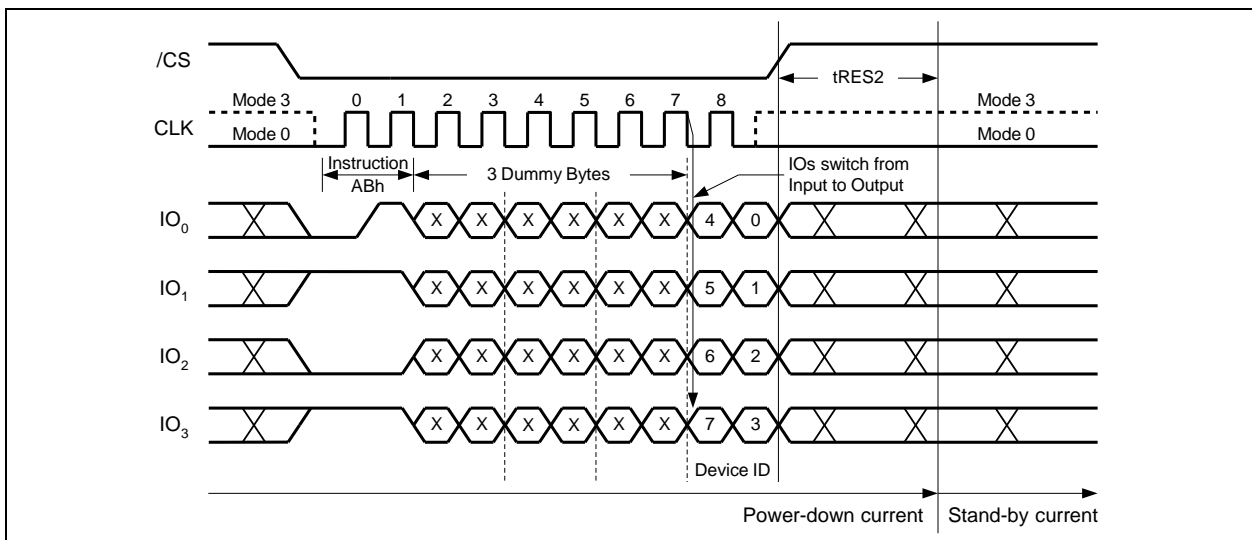 /CS
tRES2
Mode 3 0 1 2 3 4 5 6 7 8 Mode 3
CLK
Mode 0 Mode 0
Instruction
ABh
3 Dummy Bytes
IOs switch from
Input to Output
IO0 X X X X X X 4 0
IO1 X X X X X X 5 1
IO2 X X X X X X 6 2
IO3 X X X X X X 7 3
Device ID
Power-down current Stand-by current